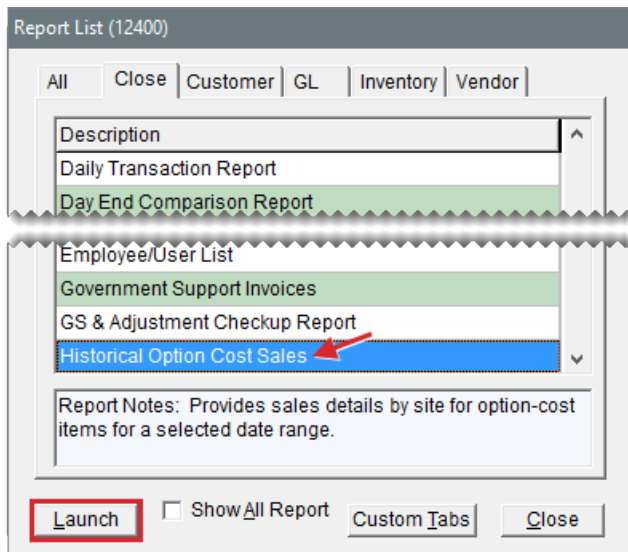 Report List (12400)
All Close Customer GL Inventory Vendor
Description
Daily Transaction Report
Day End Comparison Report
Employee/User List
Government Support Invoices
GS & Adjustment Checkup Report
Historical Option Cost Sales
Report Notes: Provides sales details by site for option-cost
items for a selected date range.
Launch Show All Report Custom Tabs Close